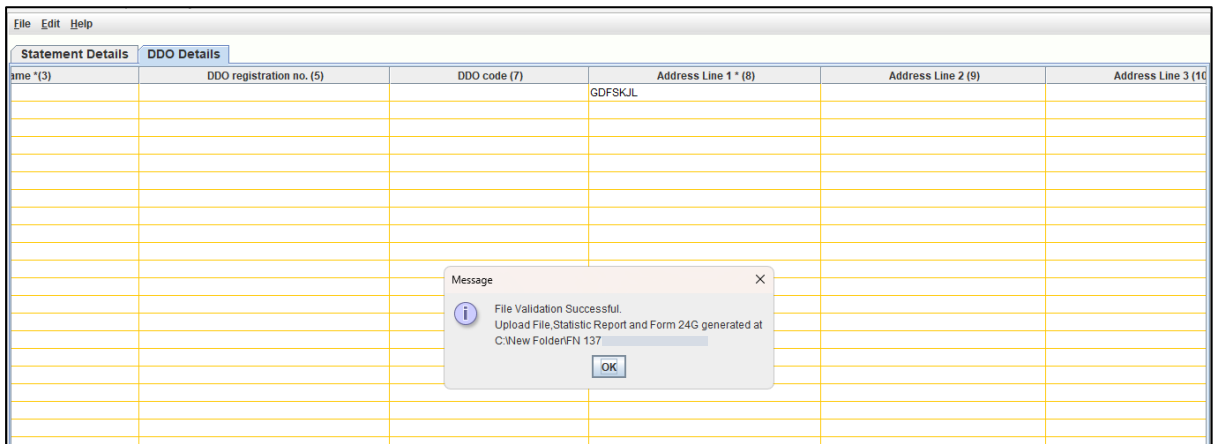 File Edit Help
Statement Details DDO Details
ame *(3) DDO registration no. (5) DDO code (7) Address Line 1 * (8) Address Line 2 (9) Address Line 3 (10
GDFSKJL
Message
File Validation Successful.
Upload File,Statistic Report and Form 24G generated at
C:\New Folder\FN 137
OK